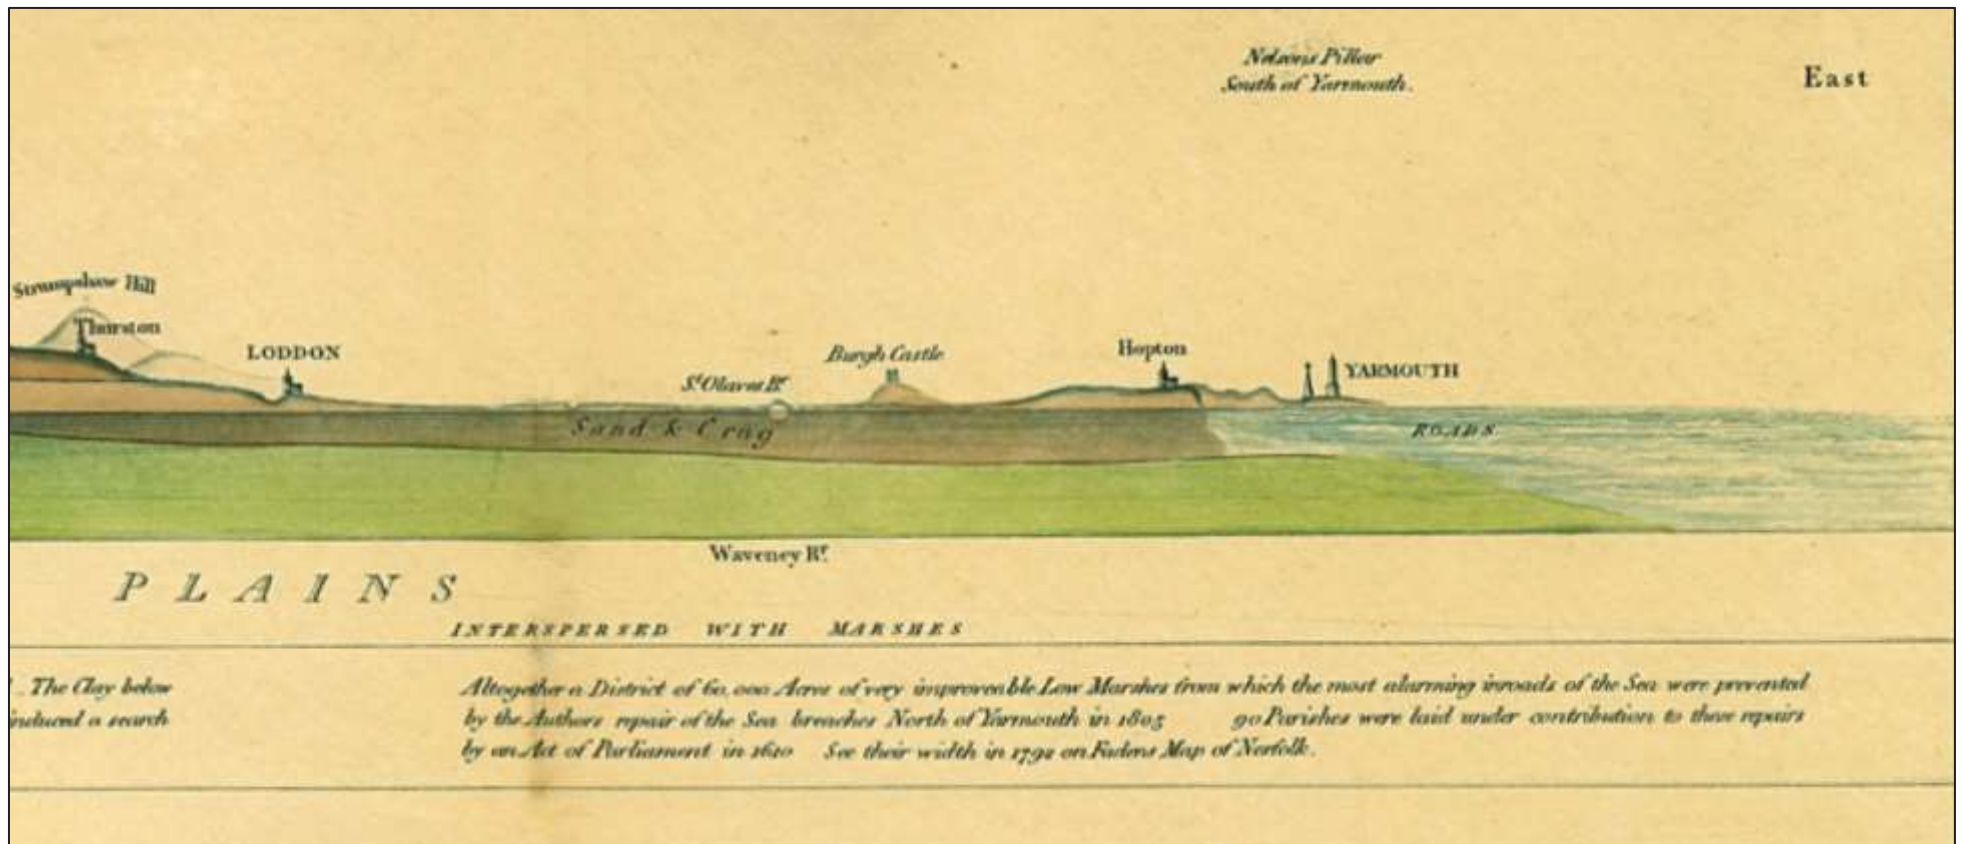 Nelsons Pillar
South of Yarmouth.
East
Strumpshaw Hill
Thurston
LODDON
St Olaves Br
Burgh Castle
Hopton
YARMOUTH
Sand & Crag
ROADS
Waveney Rr.
PLAINS
INTERSPERSED WITH MARSHES
. The Clay below
induced a search
Altogether a District of 60,000 Acres of very improveable Low Marshes from which the most alarming inroads of the Sea were prevented
by the Authors repair of the Sea breaches North of Yarmouth in 1805 90 Parishes were laid under contribution to these repairs
by an Act of Parliament in 1610 See their width in 1792 on Fadens Map of Norfolk.